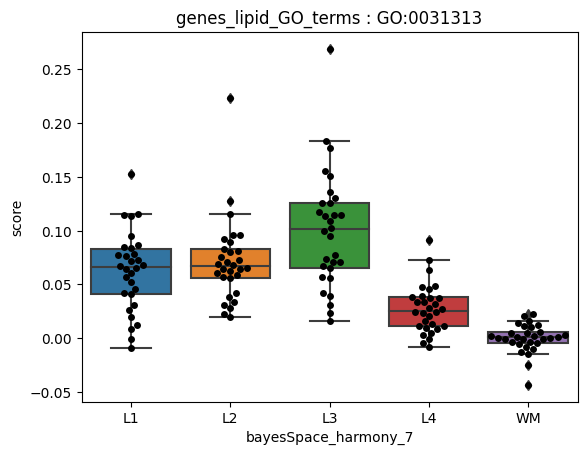 genes_lipid_GO_terms : GO:0031313
0.25
0.20
0.15
0.10
0.05
0.00
−0.05
score
L1 L2 L3 L4 WM
bayesSpace_harmony_7